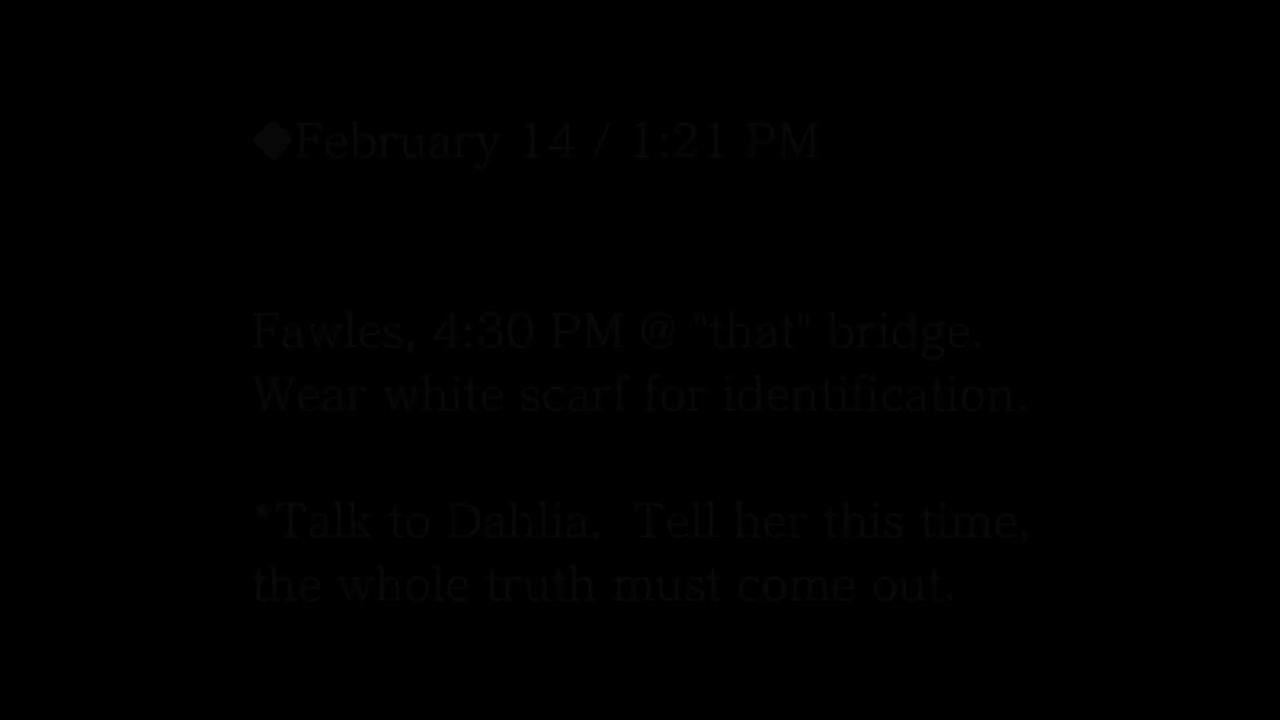 ◆February 14 / 1:21 PM
Fawles, 4:30 PM @ "that" bridge.
Wear white scarf for identification.
*Talk to Dahlia.  Tell her this time,
the whole truth must come out.